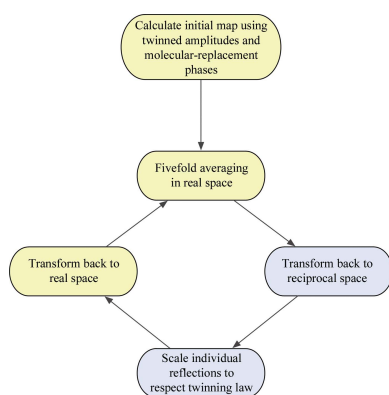 Calculate initial map using
twinned amplitudes and
molecular-replacement
phases
Fivefold averaging
in real space
Transform back to
real space
Transform back to
reciprocal space
Scale individual
reflections to
respect twinning law